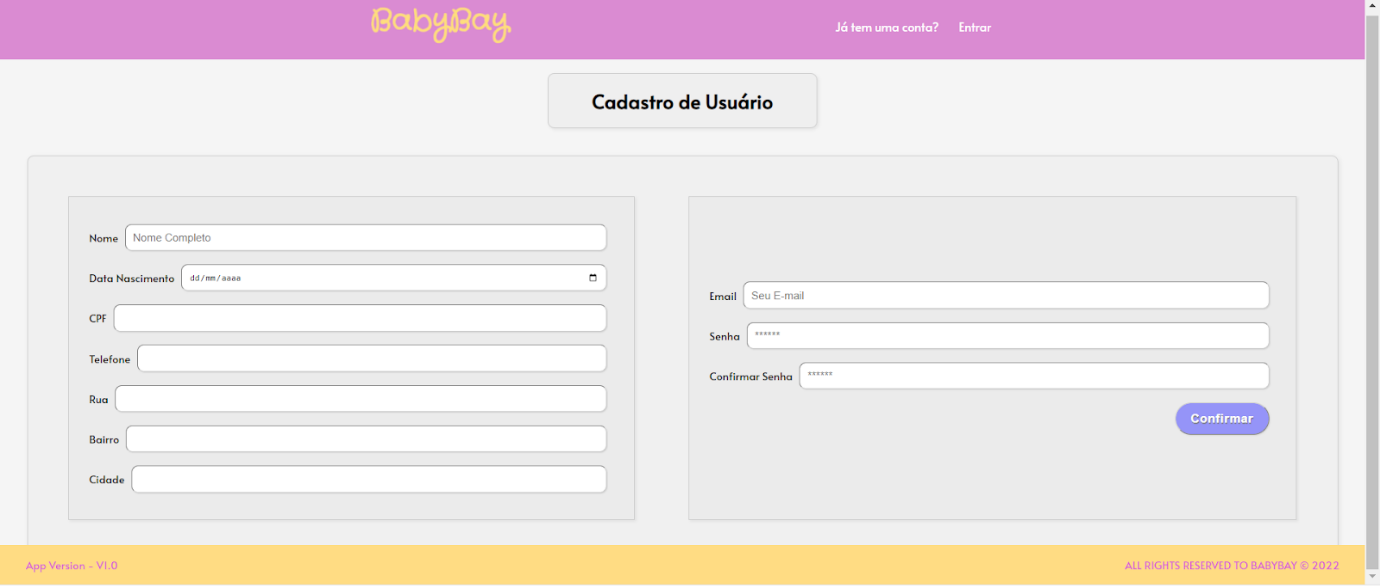 BabyBay
Já tem uma conta? Entrar
Cadastro de Usuário
Nome Nome Completo
Data Nascimento dd/mm/aaaa
CPF
Telefone
Rua
Bairro
Cidade
Email Seu E-mail
Senha ******
Confirmar Senha ******
Confirmar
App Version - V1.0
ALL RIGHTS RESERVED TO BABYBAY © 2022